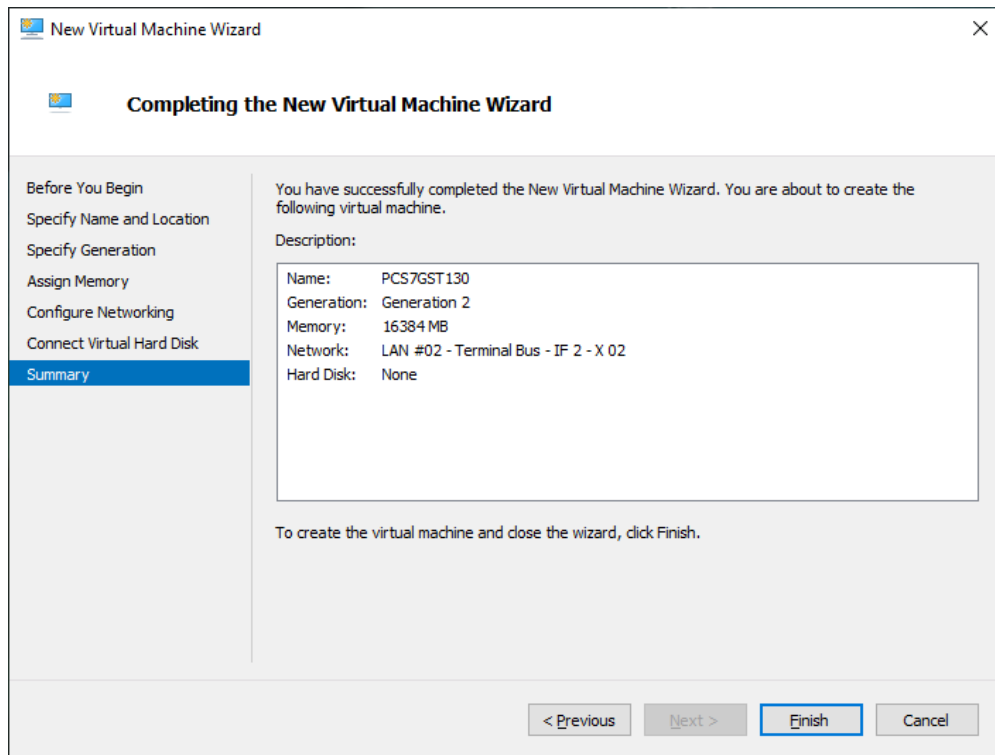 New Virtual Machine Wizard
Completing the New Virtual Machine Wizard
Before You Begin
Specify Name and Location
Specify Generation
Assign Memory
Configure Networking
Connect Virtual Hard Disk
Summary
You have successfully completed the New Virtual Machine Wizard. You are about to create the
following virtual machine.
Description:
Name: PCS7GST130
Generation: Generation 2
Memory: 16384 MB
Network: LAN #02 - Terminal Bus - IF 2 - X 02
Hard Disk: None
To create the virtual machine and close the wizard, click Finish.
< Previous
Next >
Finish
Cancel